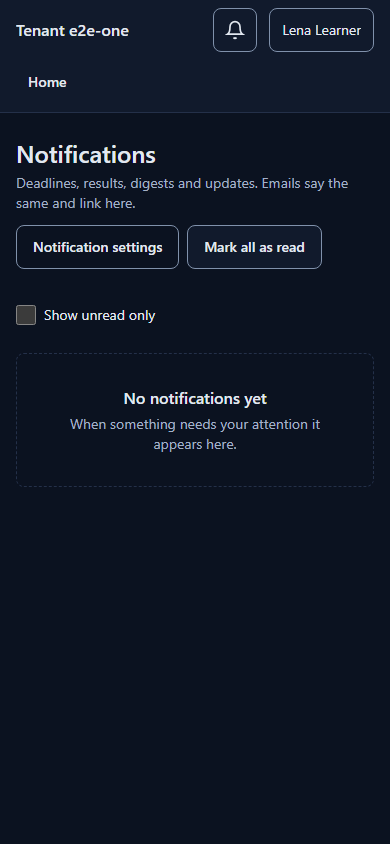 Tenant e2e-one
Lena Learner
Home
Notifications
Deadlines, results, digests and updates. Emails say the
same and link here.
Notification settings
Mark all as read
Show unread only
No notifications yet
When something needs your attention it
appears here.